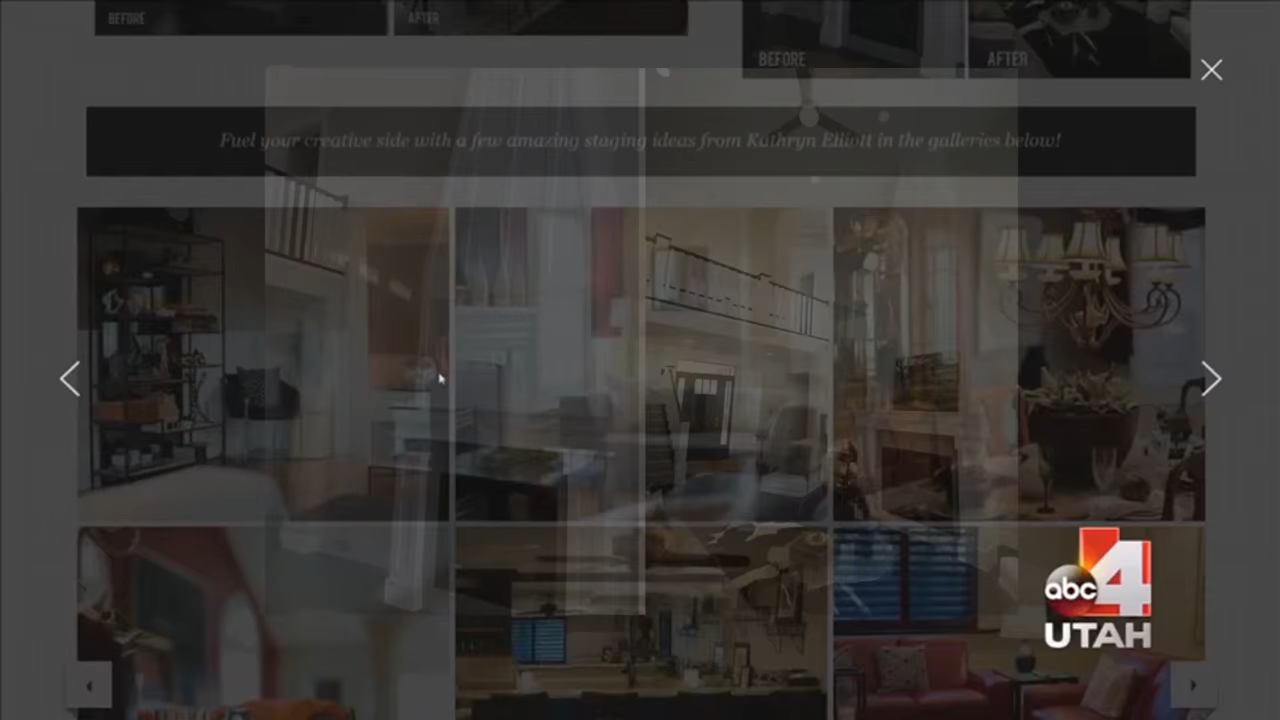 BEFORE
AFTER
BEFORE
AFTER
Fuel your creative side with a few amazing staging ideas from Kathryn Elliott in the galleries below!
abc 4
UTAH